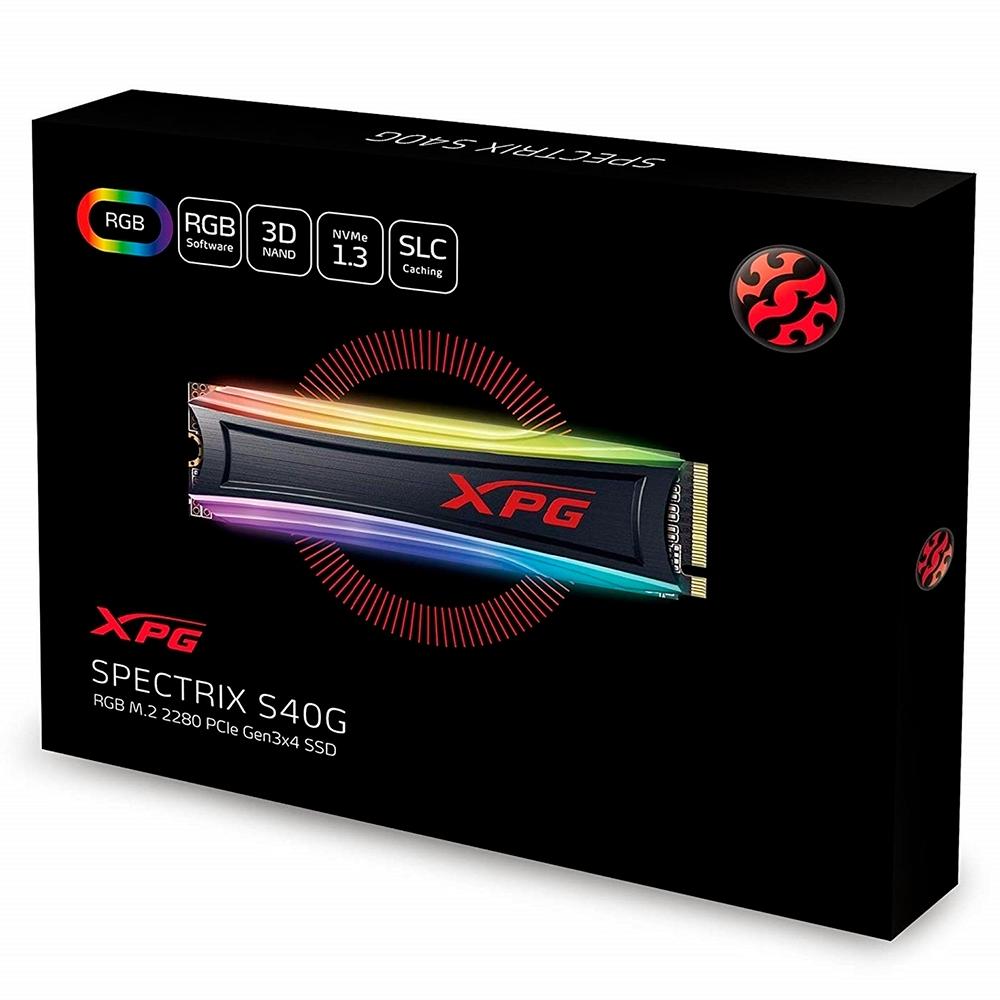 SPECTRIX S40G
RGB
RGB
Software
3D
NAND
NVMe
1.3
SLC
Caching
XPG
XPG
SPECTRIX S40G
RGB M.2 2280 PCIe Gen3x4 SSD